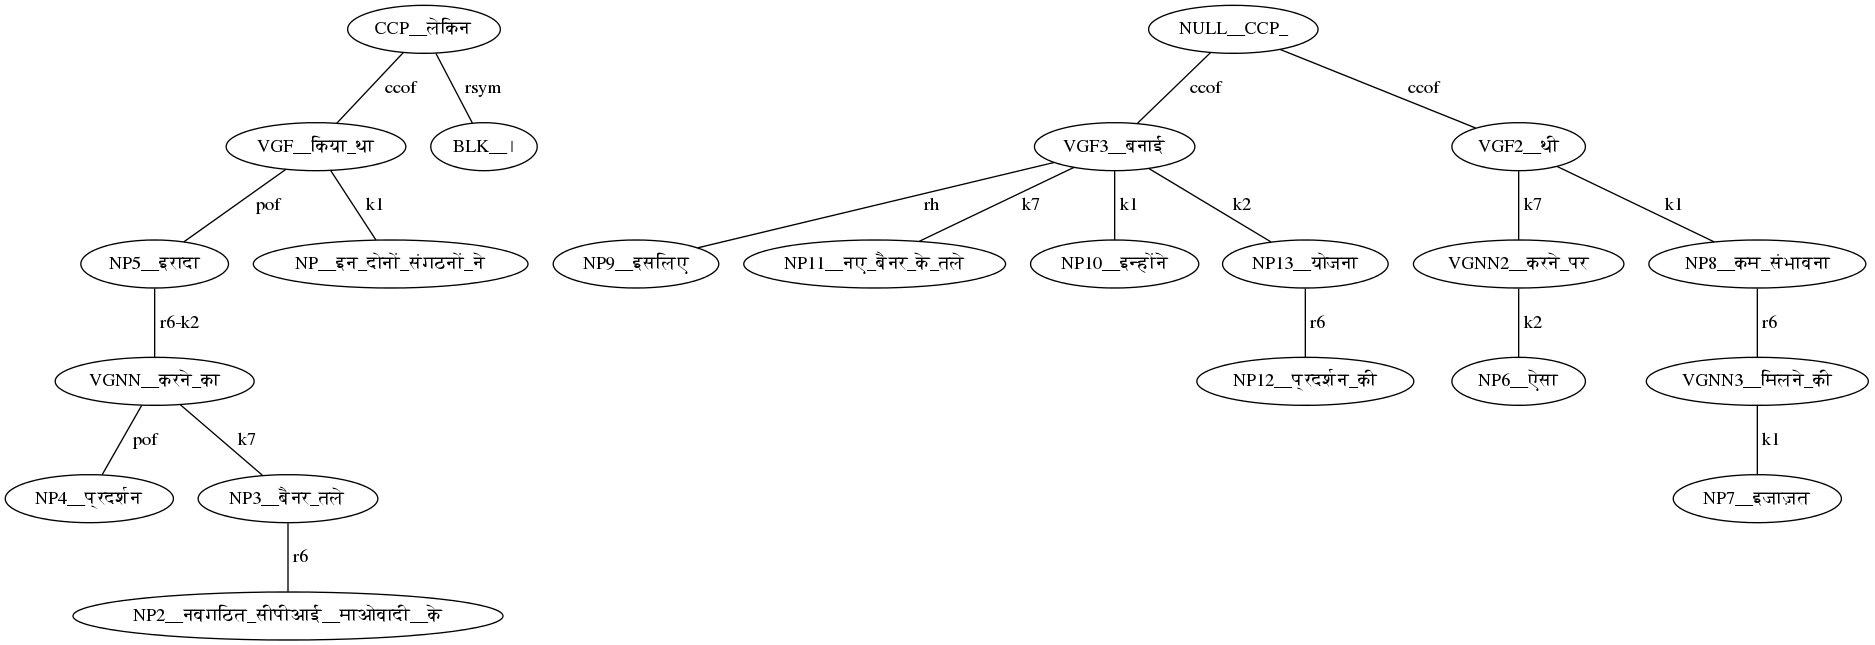 CCP__लेकिन
NULL__CCP_
ccof
rsym
ccof
ccof
VGF__किया_था
BLK__।
VGF3__बनाई
VGF2__थी
pof
k1
rh
k7
k1
k2
k7
k1
NP5__इरादा
NP__इन_दोनों_संगठनों_ने
NP9__इसलिए
NP11__नए_बैनर_के_तले
NP10__इन्होंने
NP13__योजना
VGNN2__करने_पर
NP8__कम_संभावना
r6-k2
r6
k2
r6
VGNN__करने_का
NP12__प्रदर्शन_की
NP6__ऐसा
VGNN3__मिलने_की
pof
k7
k1
NP4__प्रदर्शन
NP3__बैनर_तले
NP7__इजाज़त
r6
NP2__नवगठित_सीपीआई__माओवादी__के